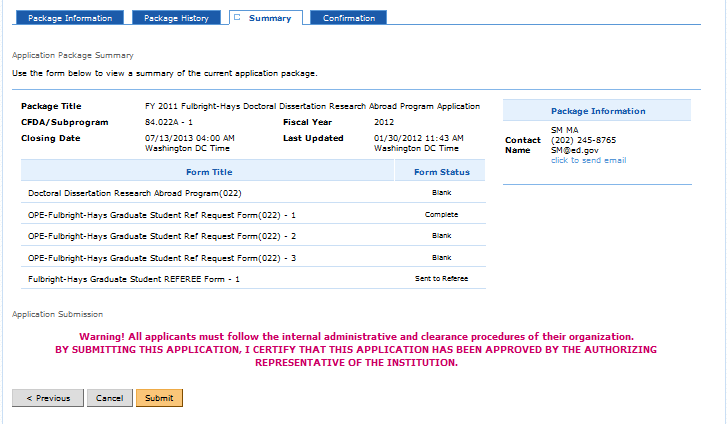 Package Information
Package History
Summary
Confirmation
Application Package Summary
Use the form below to view a summary of the current application package.
Package Title FY 2011 Fulbright-Hays Doctoral Dissertation Research Abroad Program Application
CFDA/Subprogram 84.022A - 1 Fiscal Year 2012
Closing Date 07/13/2013 04:00 AM Last Updated 01/30/2012 11:43 AM
Washington DC Time Washington DC Time
Package Information
Contact Name
SM MA
(202) 245-8765
SM@ed.gov
click to send email
Form Title Form Status
Doctoral Dissertation Research Abroad Program(022) Blank
OPE-Fulbright-Hays Graduate Student Ref Request Form(022) - 1 Complete
OPE-Fulbright-Hays Graduate Student Ref Request Form(022) - 2 Blank
OPE-Fulbright-Hays Graduate Student Ref Request Form(022) - 3 Blank
Fulbright-Hays Graduate Student REFEREE Form - 1 Sent to Referee
Application Submission
Warning! All applicants must follow the internal administrative and clearance procedures of their organization.
BY SUBMITTING THIS APPLICATION, I CERTIFY THAT THIS APPLICATION HAS BEEN APPROVED BY THE AUTHORIZING
REPRESENTATIVE OF THE INSTITUTION.
< Previous
Cancel
Submit